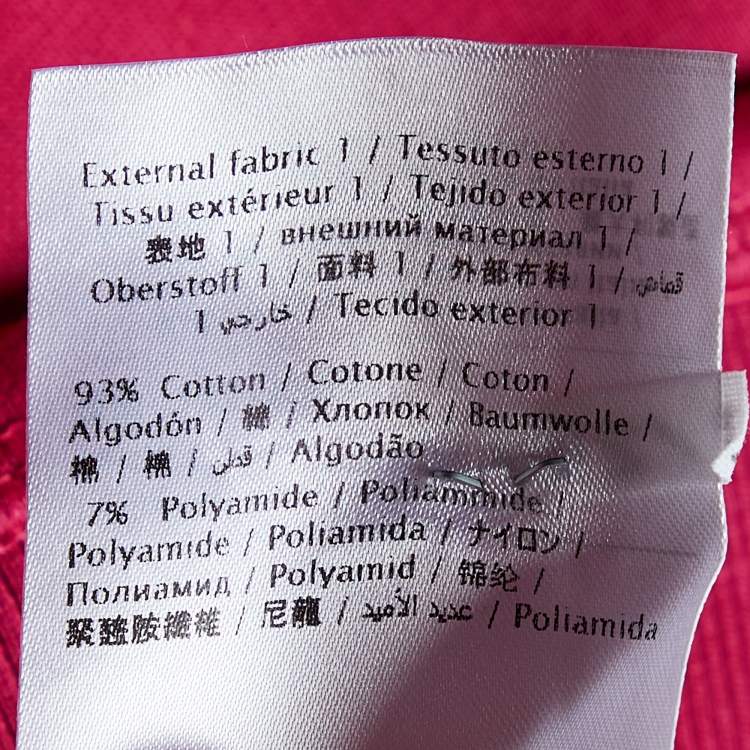 External fabric 1 / Tessuto esterno 1 /
Tissu extérieur 1 / Tejido exterior 1 /
表地 1 / внешний материал 1 /
Oberstoff 1 / 面料 1 / 外部布料 1 / قماش
خارجي 1 / Tecido exterior 1
93% Cotton / Cotone / Coton /
Algodón / 綿 / Хлопок / Baumwolle /
棉 / 棉 / قطن / Algodão
7% Polyamide / Poliammide /
Polyamide / Poliamida / ナイロン /
Полиамид / Polyamid / 锦纶 /
聚醯胺纖維 / 尼龍 / عديد الأميد / Poliamida